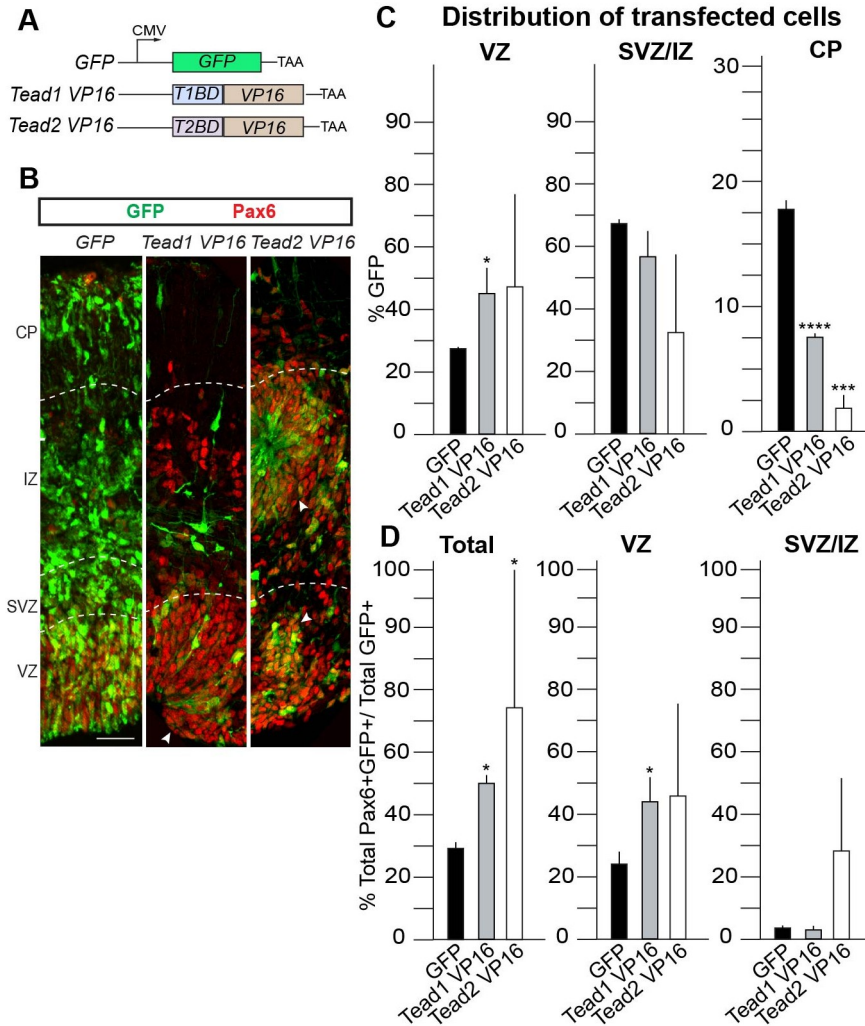 A
CMV
GFP
GFP
TAA
Tead1 VP16
T1BD
VP16
TAA
Tead2 VP16
T2BD
VP16
TAA
B
GFP Pax6
GFP Tead1 VP16 Tead2 VP16
CP
IZ
SVZ
VZ
C
Distribution of transfected cells
VZ
% GFP
90
80
60
40
20
0
*
GFP
Tead1 VP16
Tead2 VP16
SVZ/IZ
90
80
60
40
20
0
GFP
Tead1 VP16
Tead2 VP16
CP
30
20
10
0
****
***
GFP
Tead1 VP16
Tead2 VP16
D
Total
% Total Pax6+GFP+/ Total GFP+
100
90
80
60
40
20
0
*
*
GFP
Tead1 VP16
Tead2 VP16
VZ
100
90
80
60
40
20
0
*
GFP
Tead1 VP16
Tead2 VP16
SVZ/IZ
100
90
80
60
40
20
0
GFP
Tead1 VP16
Tead2 VP16